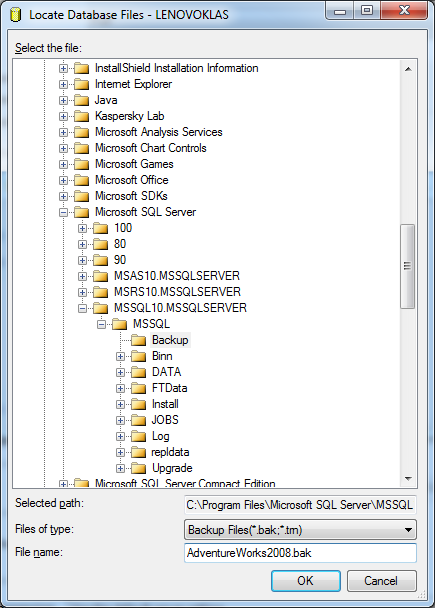 Locate Database Files - LENOVOKLAS
Select the file:
InstallShield Installation Information
Internet Explorer
Java
Kaspersky Lab
Microsoft Analysis Services
Microsoft Chart Controls
Microsoft Games
Microsoft Office
Microsoft SDKs
Microsoft SQL Server
100
80
90
MSAS10.MSSQLSERVER
MSRS10.MSSQLSERVER
MSSQL10.MSSQLSERVER
MSSQL
Backup
Binn
DATA
FTData
Install
JOBS
Log
repldata
Upgrade
Microsoft SQL Server Compact Edition
Selected path: C:\Program Files\Microsoft SQL Server\MSSQL
Files of type: Backup Files(*.bak;*.trn)
File name: AdventureWorks2008.bak
OK Cancel